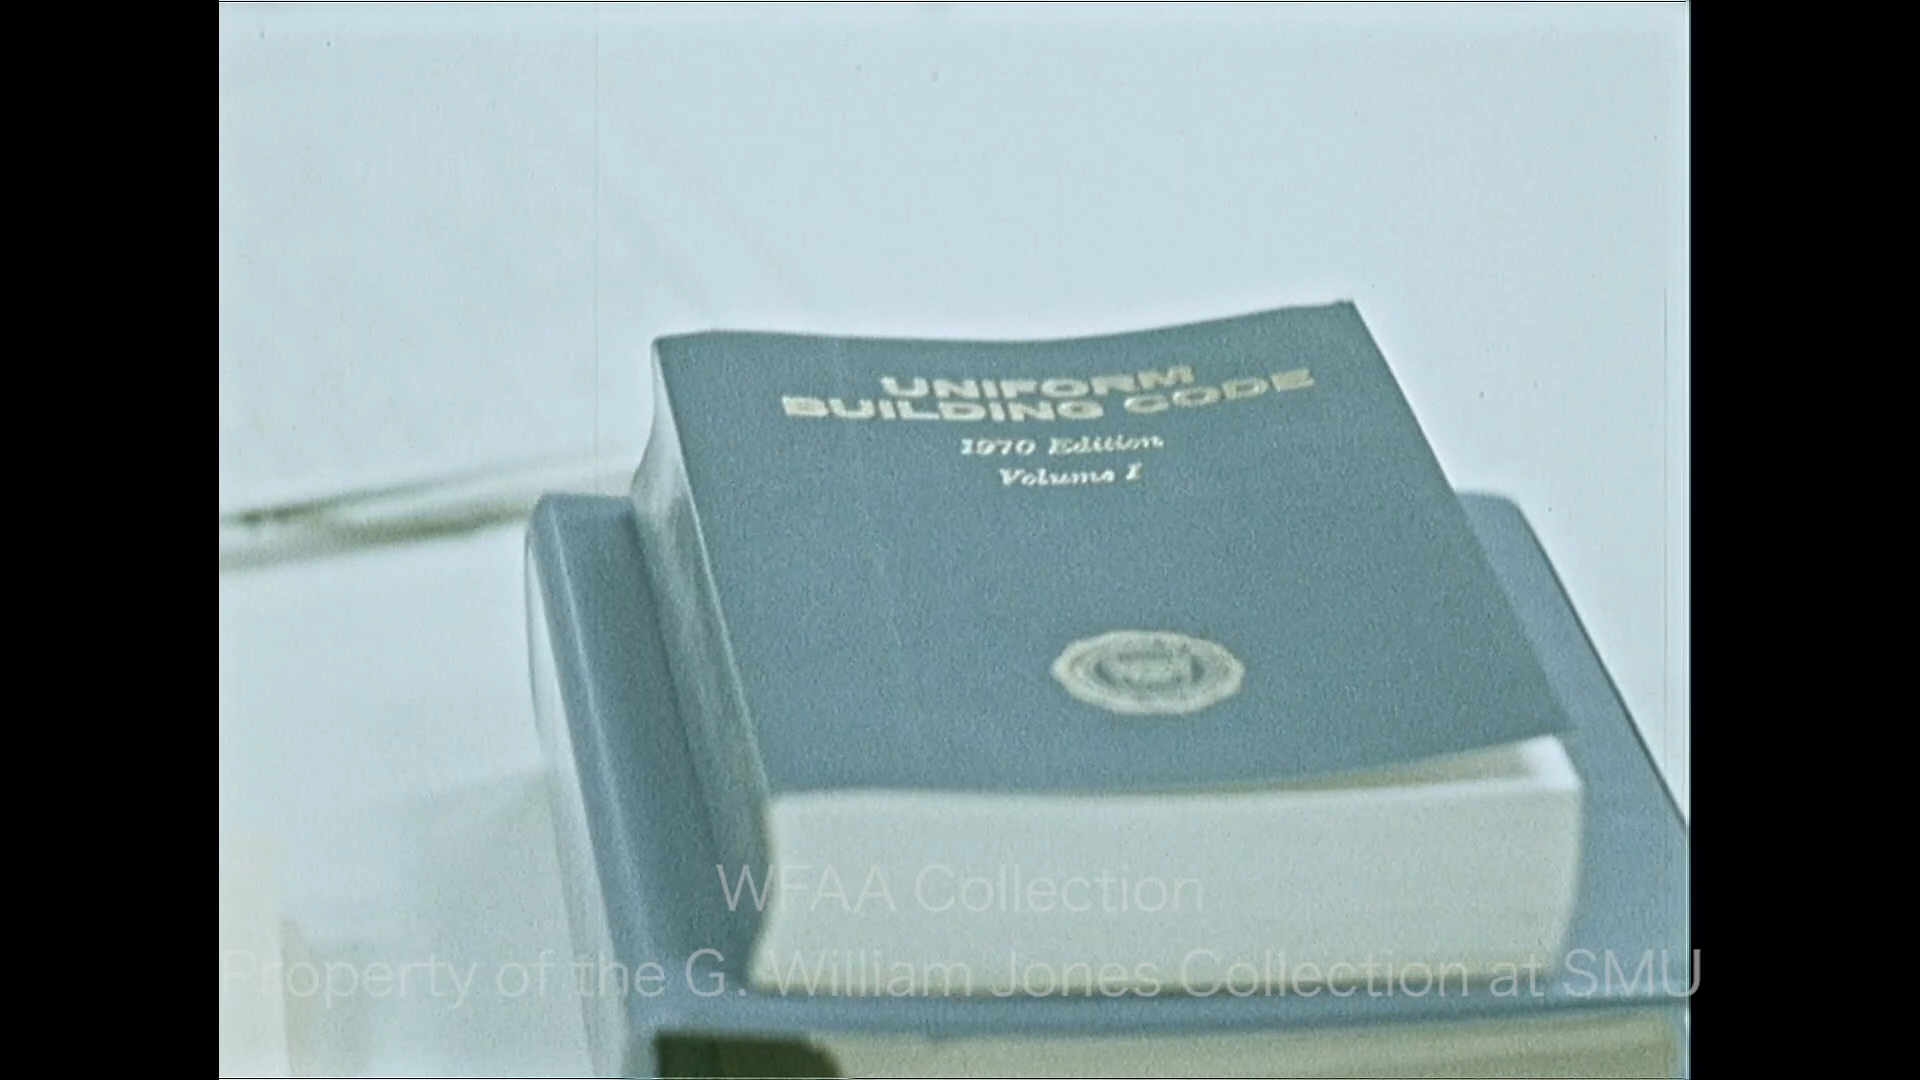 UNIFORM
BUILDING CODE
1970 Edition
Volume I
WFAA Collection
Property of the G. William Jones Collection at SMU